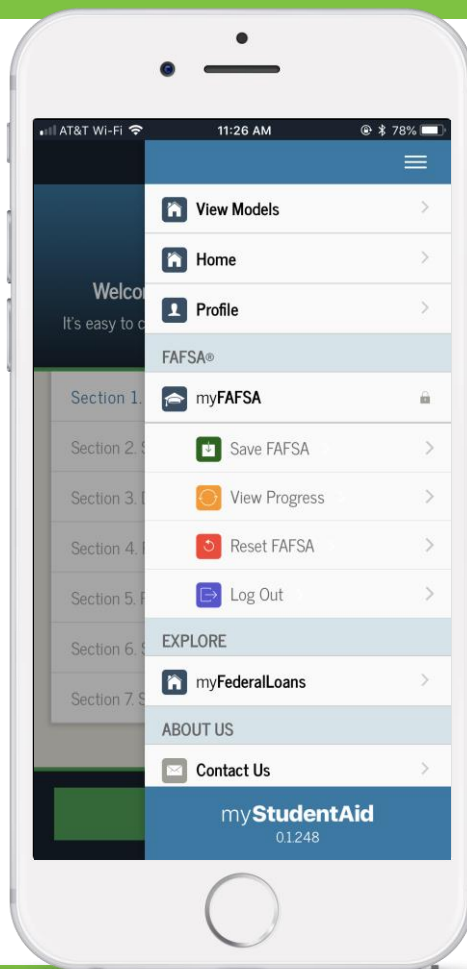 AT&T Wi-Fi 11:26 AM 78%
View Models
Home
Welco
Profile
It's easy to
FAFSA®
Section 1. myFAFSA
Section 2. Save FAFSA
Section 3. View Progress
Section 4. Reset FAFSA
Section 5. Log Out
Section 6. EXPLORE
myFederalLoans
Section 7.
ABOUT US
Contact Us
myStudentAid
0.1.248